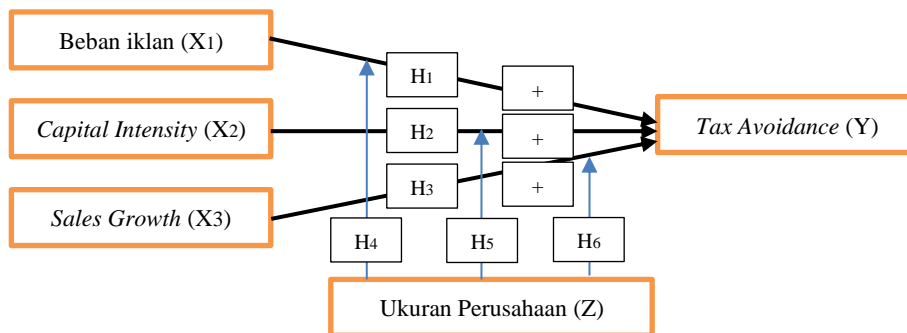 Beban iklan (X1)
H1
+
Capital Intensity (X2)
H2
+
Tax Avoidance (Y)
H3
+
Sales Growth (X3)
H4
H5
H6
Ukuran Perusahaan (Z)